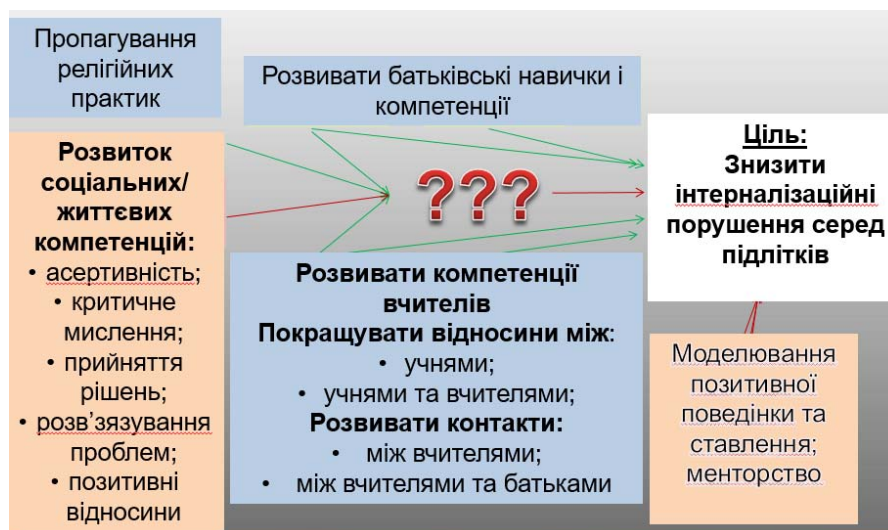 Пропагування
релігійних
практик
Розвивати батьківські навички і
компетенції
Розвиток
соціальних/
життєвих
компетенцій:
• асертивність;
• критичне
мислення;
• прийняття
рішень;
• розв’язування
проблем;
• позитивні
відносини
???
Розвивати компетенції
вчителів
Покращувати відносини між:
• учнями;
• учнями та вчителями;
Розвивати контакти:
• між вчителями;
• між вчителями та батьками
Ціль:
Знизити
інтерналізаційні
порушення серед
підлітків
Моделювання
позитивної
поведінки та
ставлення;
менторство